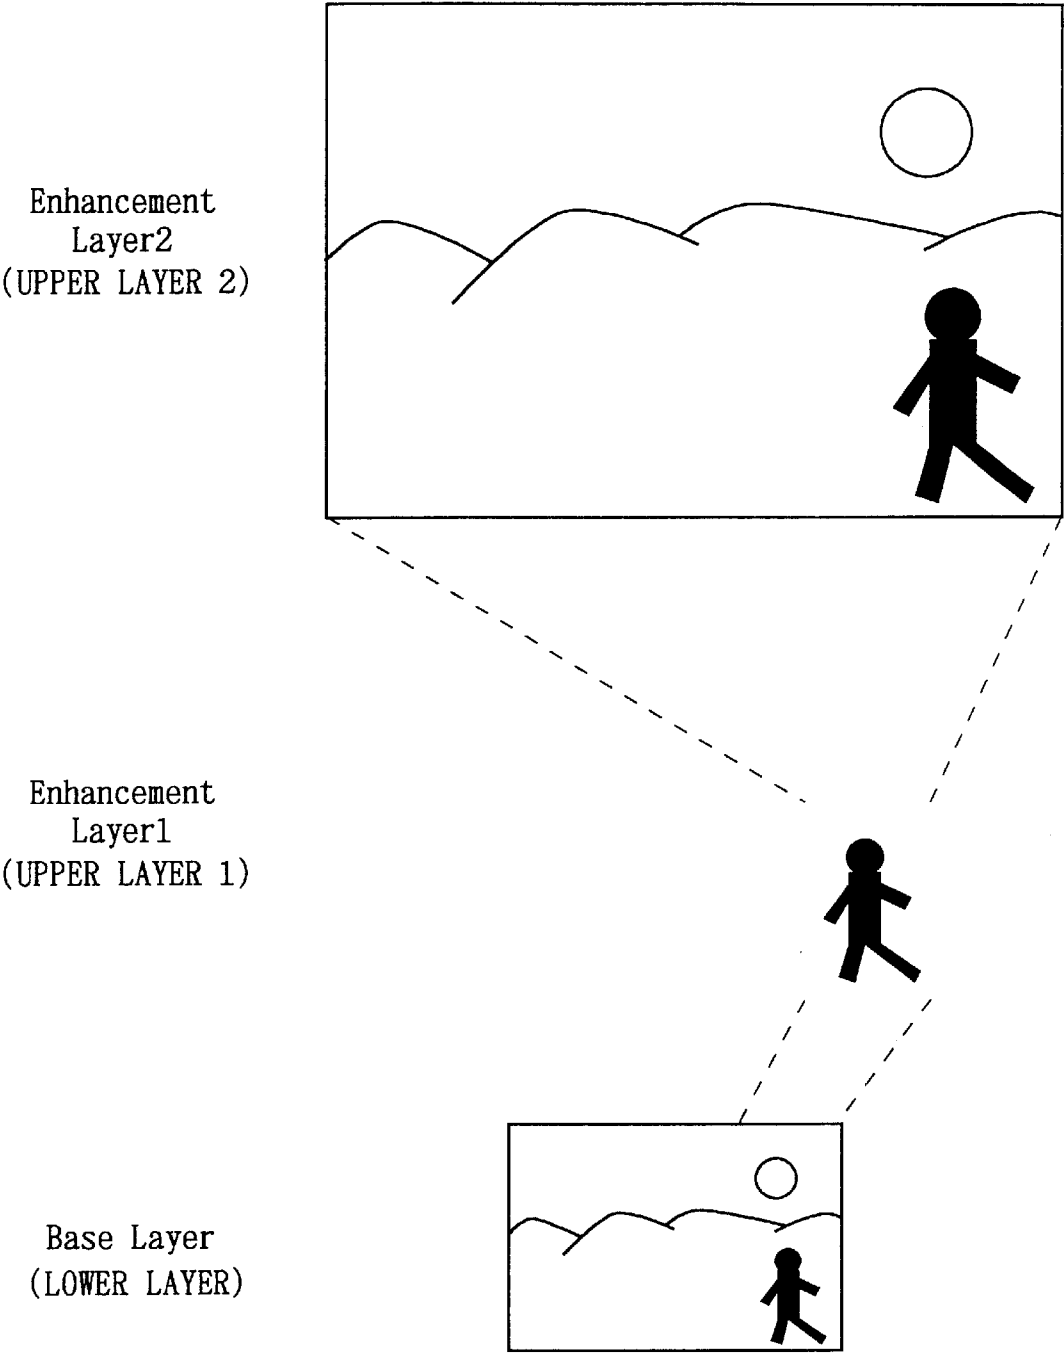 Enhancement
Layer2
(UPPER LAYER 2)
Enhancement
Layer1
(UPPER LAYER 1)
Base Layer
(LOWER LAYER)